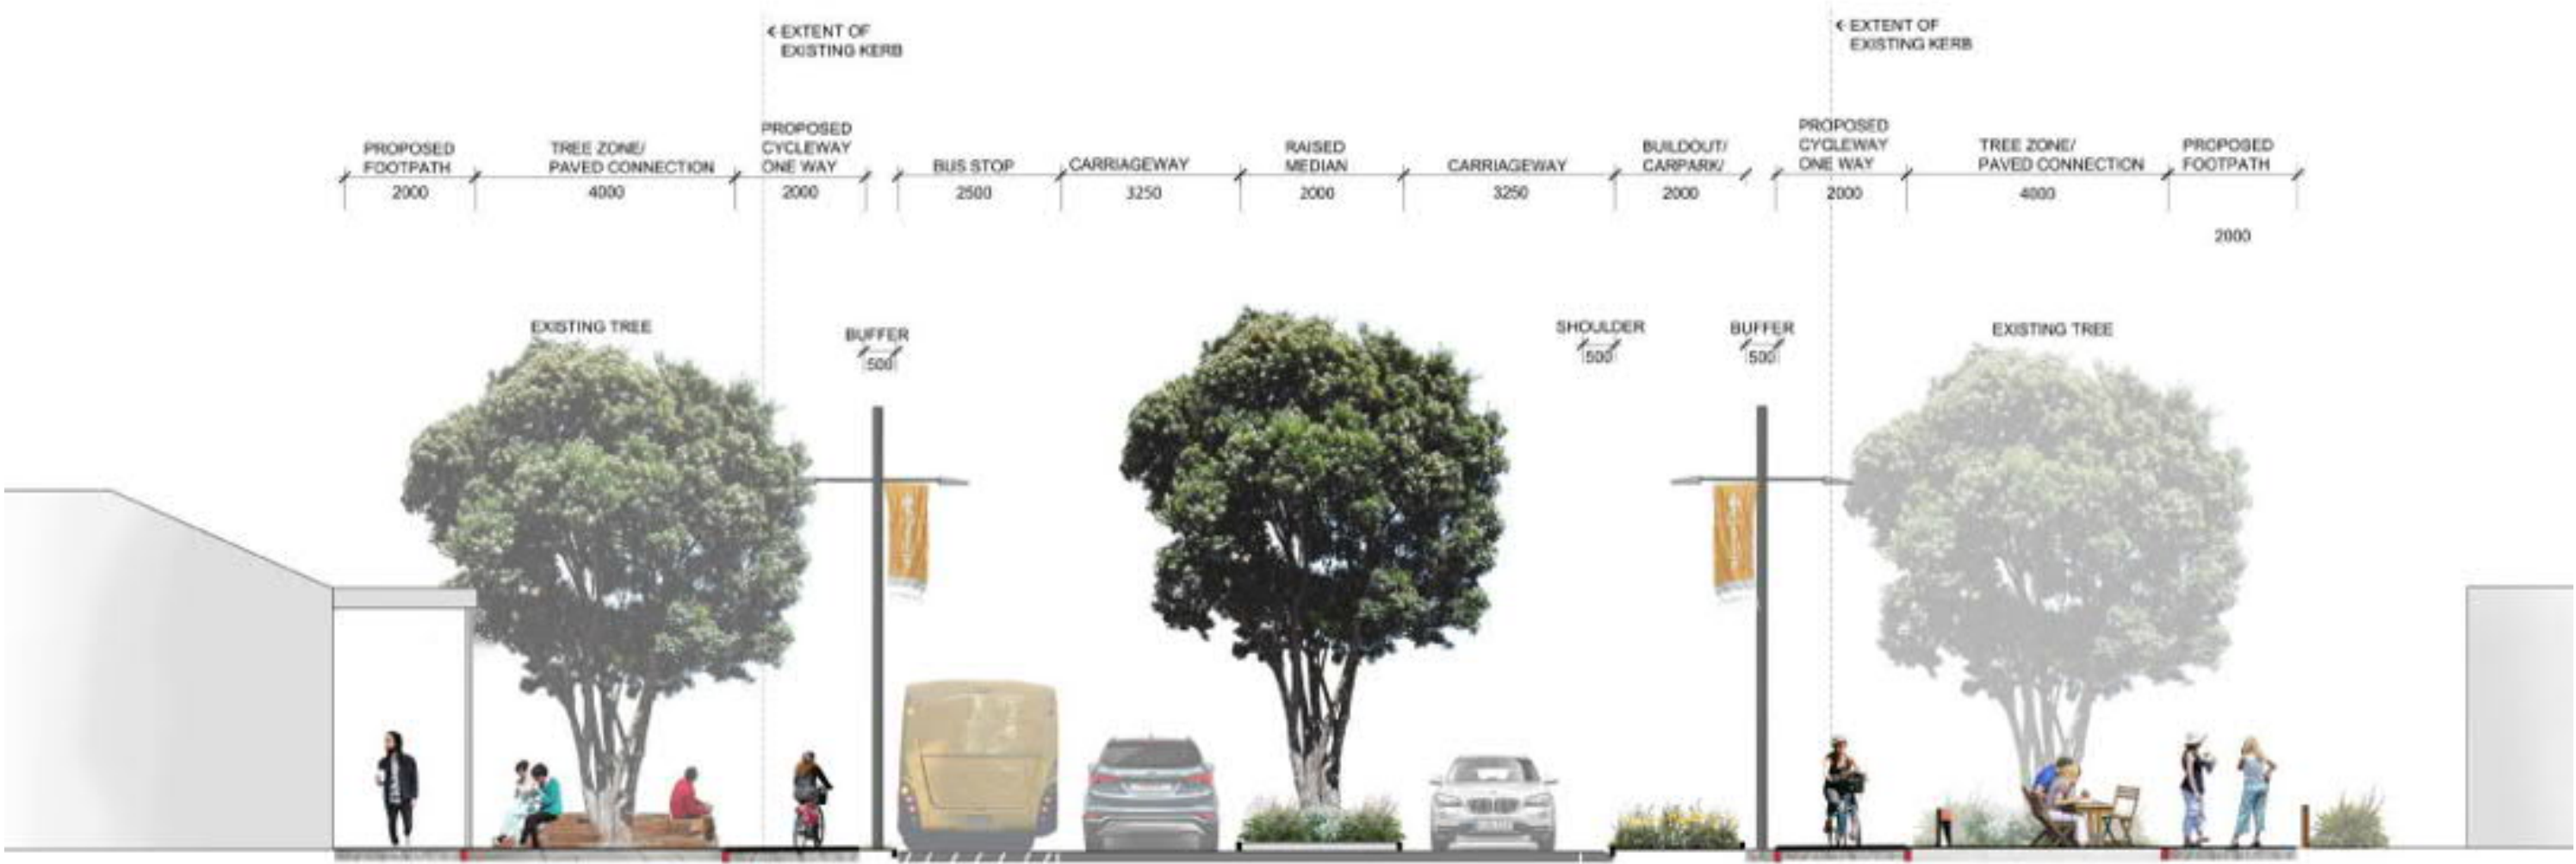 ← EXTENT OF
EXISTING KERB
← EXTENT OF
EXISTING KERB
PROPOSED
FOOTPATH
2000
TREE ZONE/
PAVED CONNECTION
4000
PROPOSED
CYCLEWAY
ONE WAY
2000
BUS STOP
2500
CARRIAGEWAY
3250
RAISED
MEDIAN
2000
CARRIAGEWAY
3250
BUILDOUT/
CARPARK/
2000
PROPOSED
CYCLEWAY
ONE WAY
2000
TREE ZONE/
PAVED CONNECTION
4000
PROPOSED
FOOTPATH
2000
EXISTING TREE
BUFFER
500
SHOULDER
500
BUFFER
500
EXISTING TREE